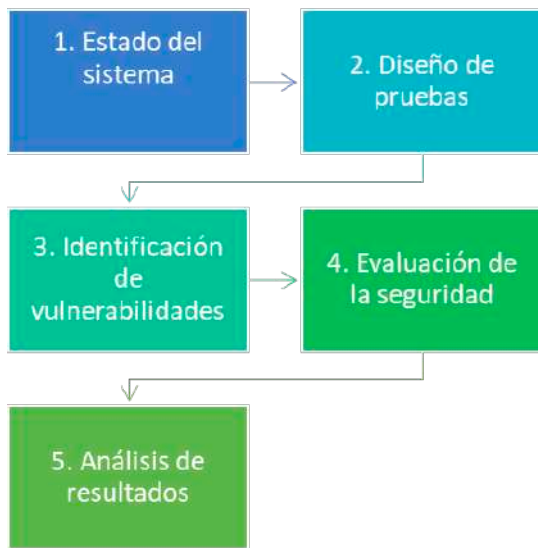 1. Estado del
sistema
2. Diseño de
pruebas
3. Identificación
de
vulnerabilidades
4. Evaluación de
la seguridad
5. Análisis de
resultados